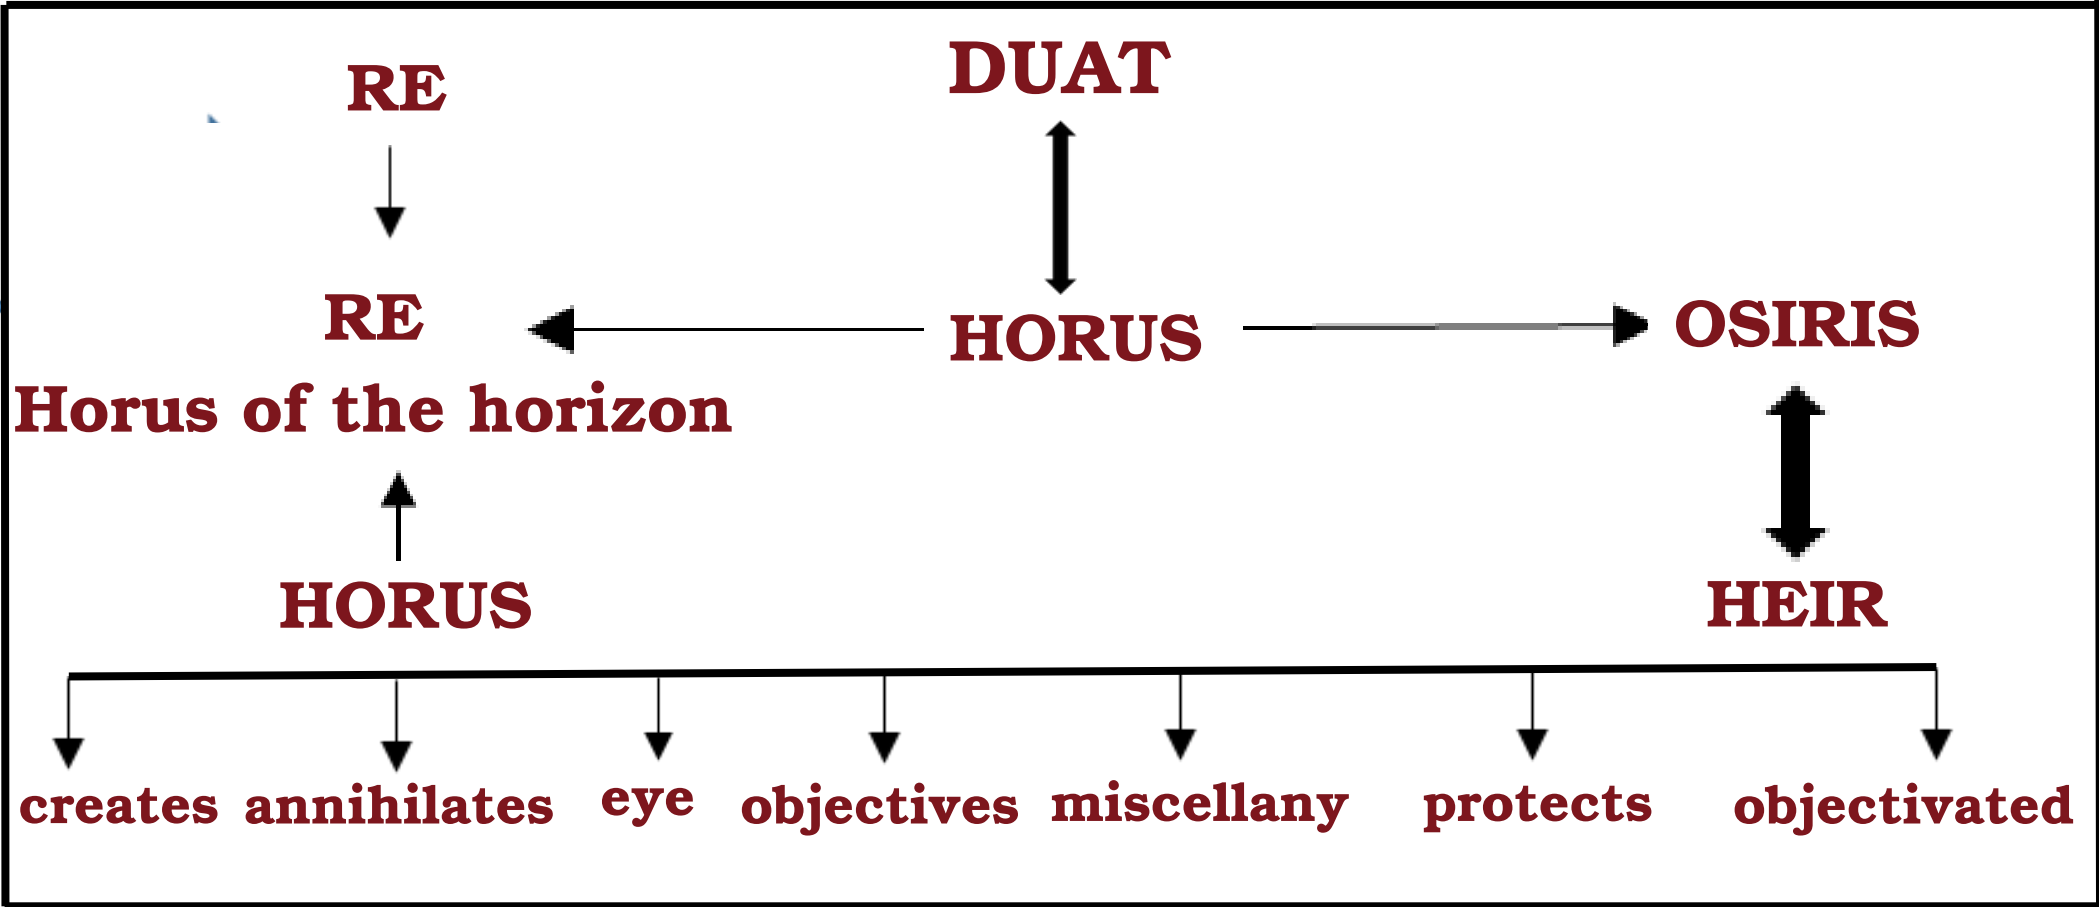 RE
DUAT
RE
HORUS
OSIRIS
Horus of the horizon
HORUS
HEIR
creates
annihilates
eye
objectives
miscellany
protects
objectivated